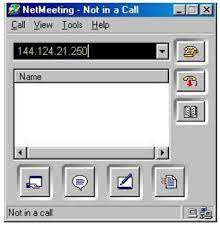 NetMeeting - Not in a Call
Call View Tools Help
144.124.21.250
Name
Not in a call